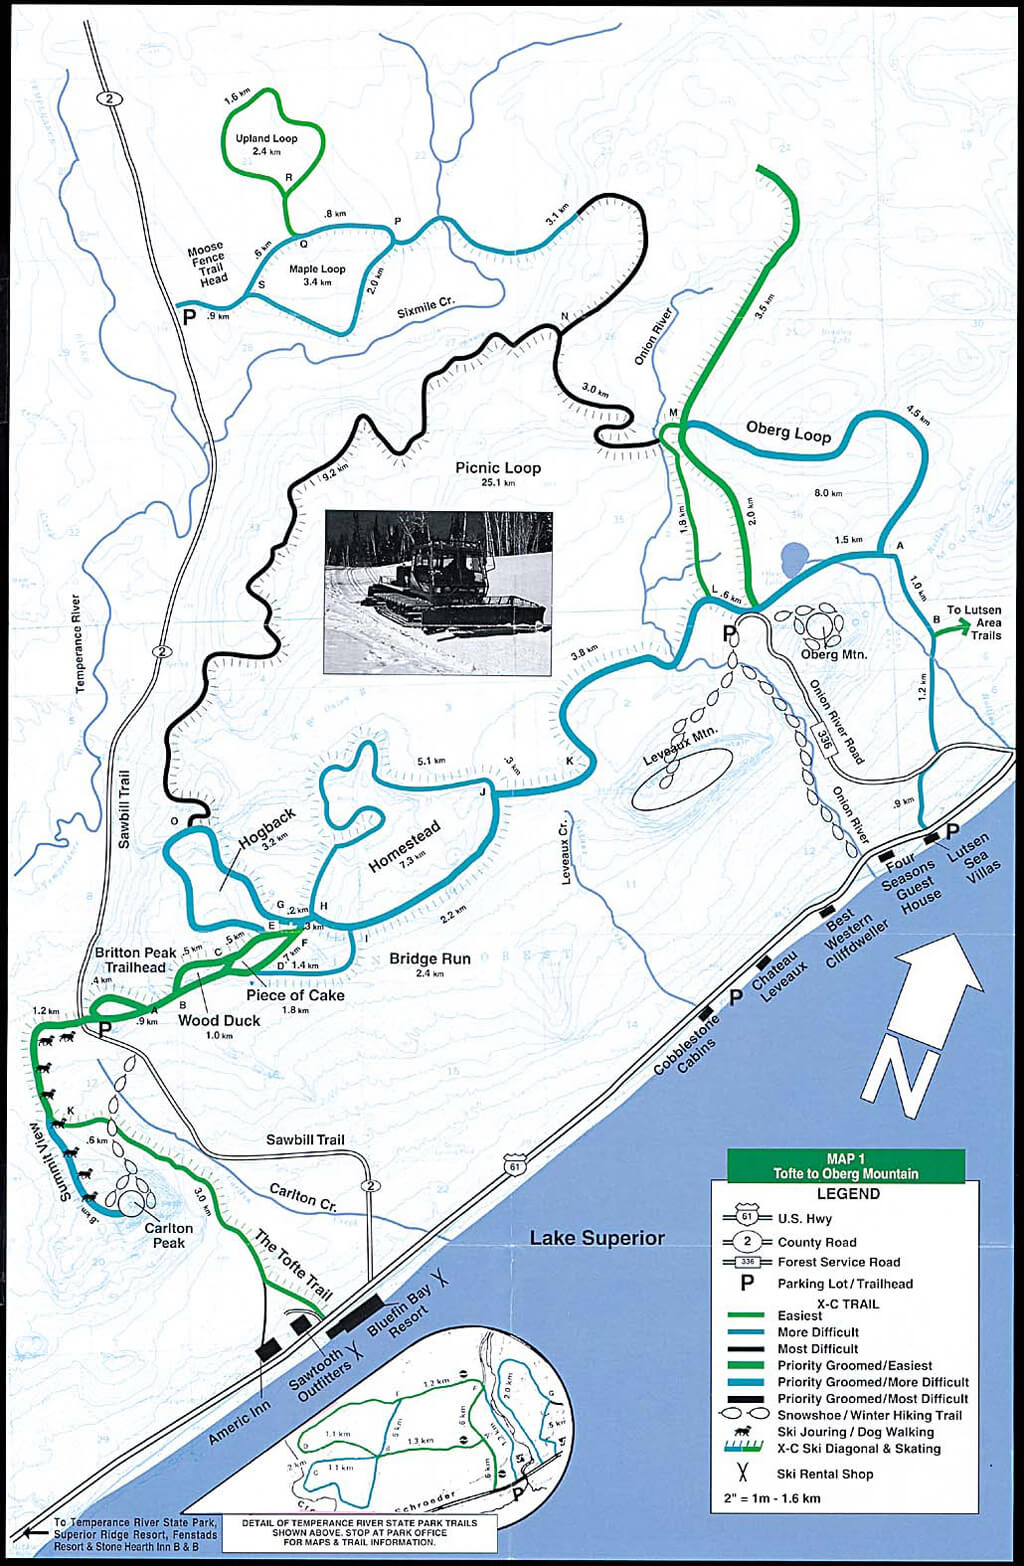 2
1.6 km
Upland Loop
2.4 km
R
.8 km
P
3.1 km
Moose
Fence
Trail
Head
.6 km
Q
Maple Loop
3.4 km
2.0 km
S
P
.9 km
Sixmile Cr.
N
Onion River
3.5 km
3.0 km
M
4.5 km
Oberg Loop
9.2 km
Picnic Loop
25.1 km
8.0 km
1.8 km
2.0 km
1.5 km
A
1.0 km
L
.6 km
B
To Lutsen
Area
Trails
P
Oberg Mtn.
Temperance River
2
3.8 km
1.2 km
Onion River Road
336
Leveaux Mtn.
K
.3 km
5.1 km
J
Sawbill Trail
O
Hogback
3.2 km
Homestead
7.3 km
Leveaux Cr.
Onion River
.9 km
P
Lutsen
Sea
Villas
Four
Seasons
Guest
House
Best
Western
Cliffdweller
Chateau
Leveaux
P
Cobblestone
Cabins
G
.2 km
H
E
.3 km
2.2 km
I
F
.5 km
.5 km
C
.7 km
D
1.4 km
Bridge Run
2.4 km
Britton Peak
Trailhead
.4 km
Piece of Cake
1.8 km
B
A
Wood Duck
1.0 km
.9 km
1.2 km
P
N
K
.6 km
Summit View
.8 km
Carlton
Peak
3.0 km
Sawbill Trail
2
Carlton Cr.
The Tofte Trail
61
Lake Superior
Bluefin Bay
Resort
Sawtooth
Outfitters
Americ Inn
MAP 1
Tofte to Oberg Mountain
LEGEND
61 U.S. Hwy
2 County Road
336 Forest Service Road
P Parking Lot / Trailhead
X-C TRAIL
Easiest
More Difficult
Most Difficult
Priority Groomed/Easiest
Priority Groomed/More Difficult
Priority Groomed/Most Difficult
Snowshoe / Winter Hiking Trail
Ski Jouring / Dog Walking
X-C Ski Diagonal & Skating
Ski Rental Shop
2" = 1m - 1.6 km
1.2 km
2.0 km
.6 km
1.2 km
.5 km
1.1 km
1.3 km
.5 km
.2 km
1.1 km
.6 km
Schroeder
P
To Temperance River State Park,
Superior Ridge Resort, Fenstads
Resort & Stone Hearth Inn B & B
DETAIL OF TEMPERANCE RIVER STATE PARK TRAILS
SHOWN ABOVE. STOP AT PARK OFFICE
FOR MAPS & TRAIL INFORMATION.